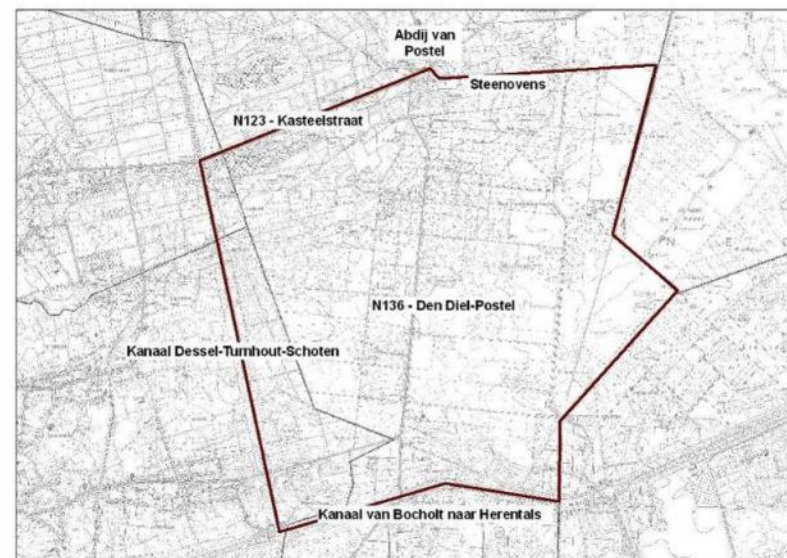 Abdij van
Postel
Steenovens
N123 - Kasteelstraat
N136 - Den Diel-Postel
Kanaal Dessel-Turnhout-Schoten
Kanaal van Bocholt naar Herentals